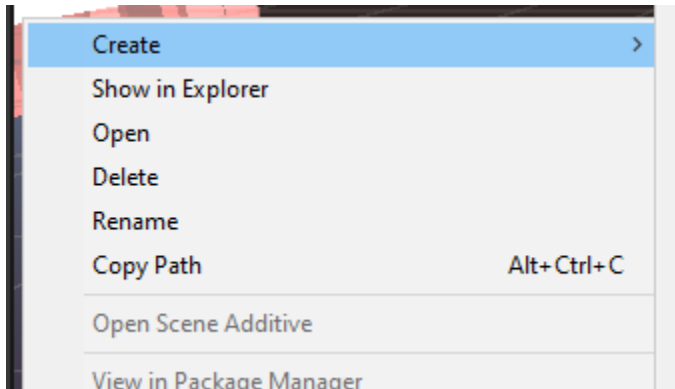 Create
Show in Explorer
Open
Delete
Rename
Copy Path Alt+Ctrl+C
Open Scene Additive
View in Package Manager